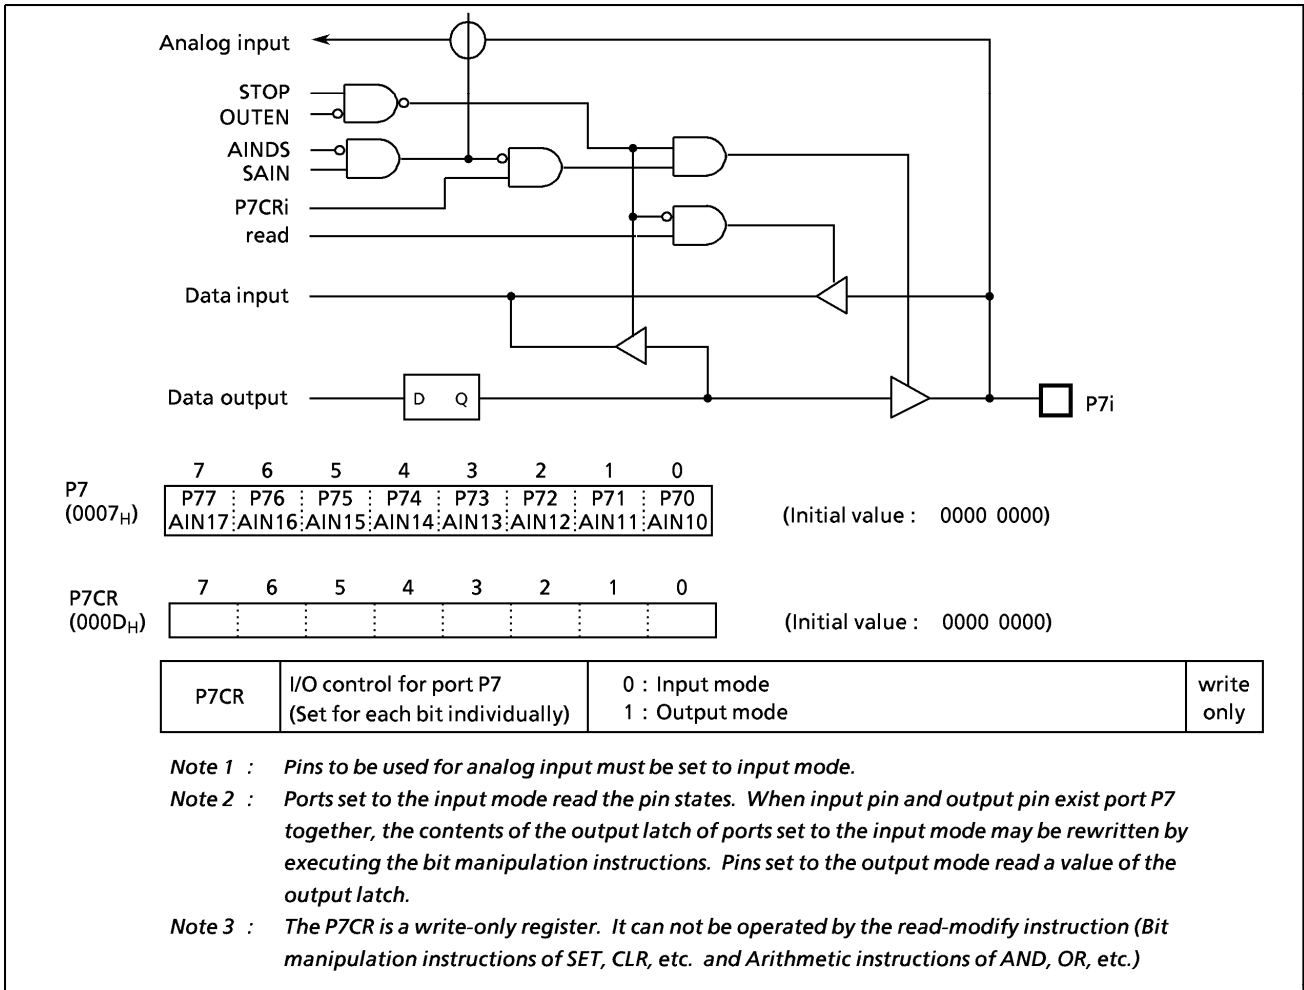 Analog input
STOP
OUTEN
AINDS
SAIN
P7CRi
read
Data input
Data output
D Q
P7i
7 6 5 4 3 2 1 0
P7
(0007H)
P77 P76 P75 P74 P73 P72 P71 P70
AIN17 AIN16 AIN15 AIN14 AIN13 AIN12 AIN11 AIN10
(Initial value : 0000 0000)
7 6 5 4 3 2 1 0
P7CR
(000DH)
(Initial value : 0000 0000)
P7CR
I/O control for port P7
(Set for each bit individually)
0 : Input mode
1 : Output mode
write
only
Note 1 : Pins to be used for analog input must be set to input mode.
Note 2 : Ports set to the input mode read the pin states. When input pin and output pin exist port P7
together, the contents of the output latch of ports set to the input mode may be rewritten by
executing the bit manipulation instructions. Pins set to the output mode read a value of the
output latch.
Note 3 : The P7CR is a write-only register. It can not be operated by the read-modify instruction (Bit
manipulation instructions of SET, CLR, etc. and Arithmetic instructions of AND, OR, etc.)